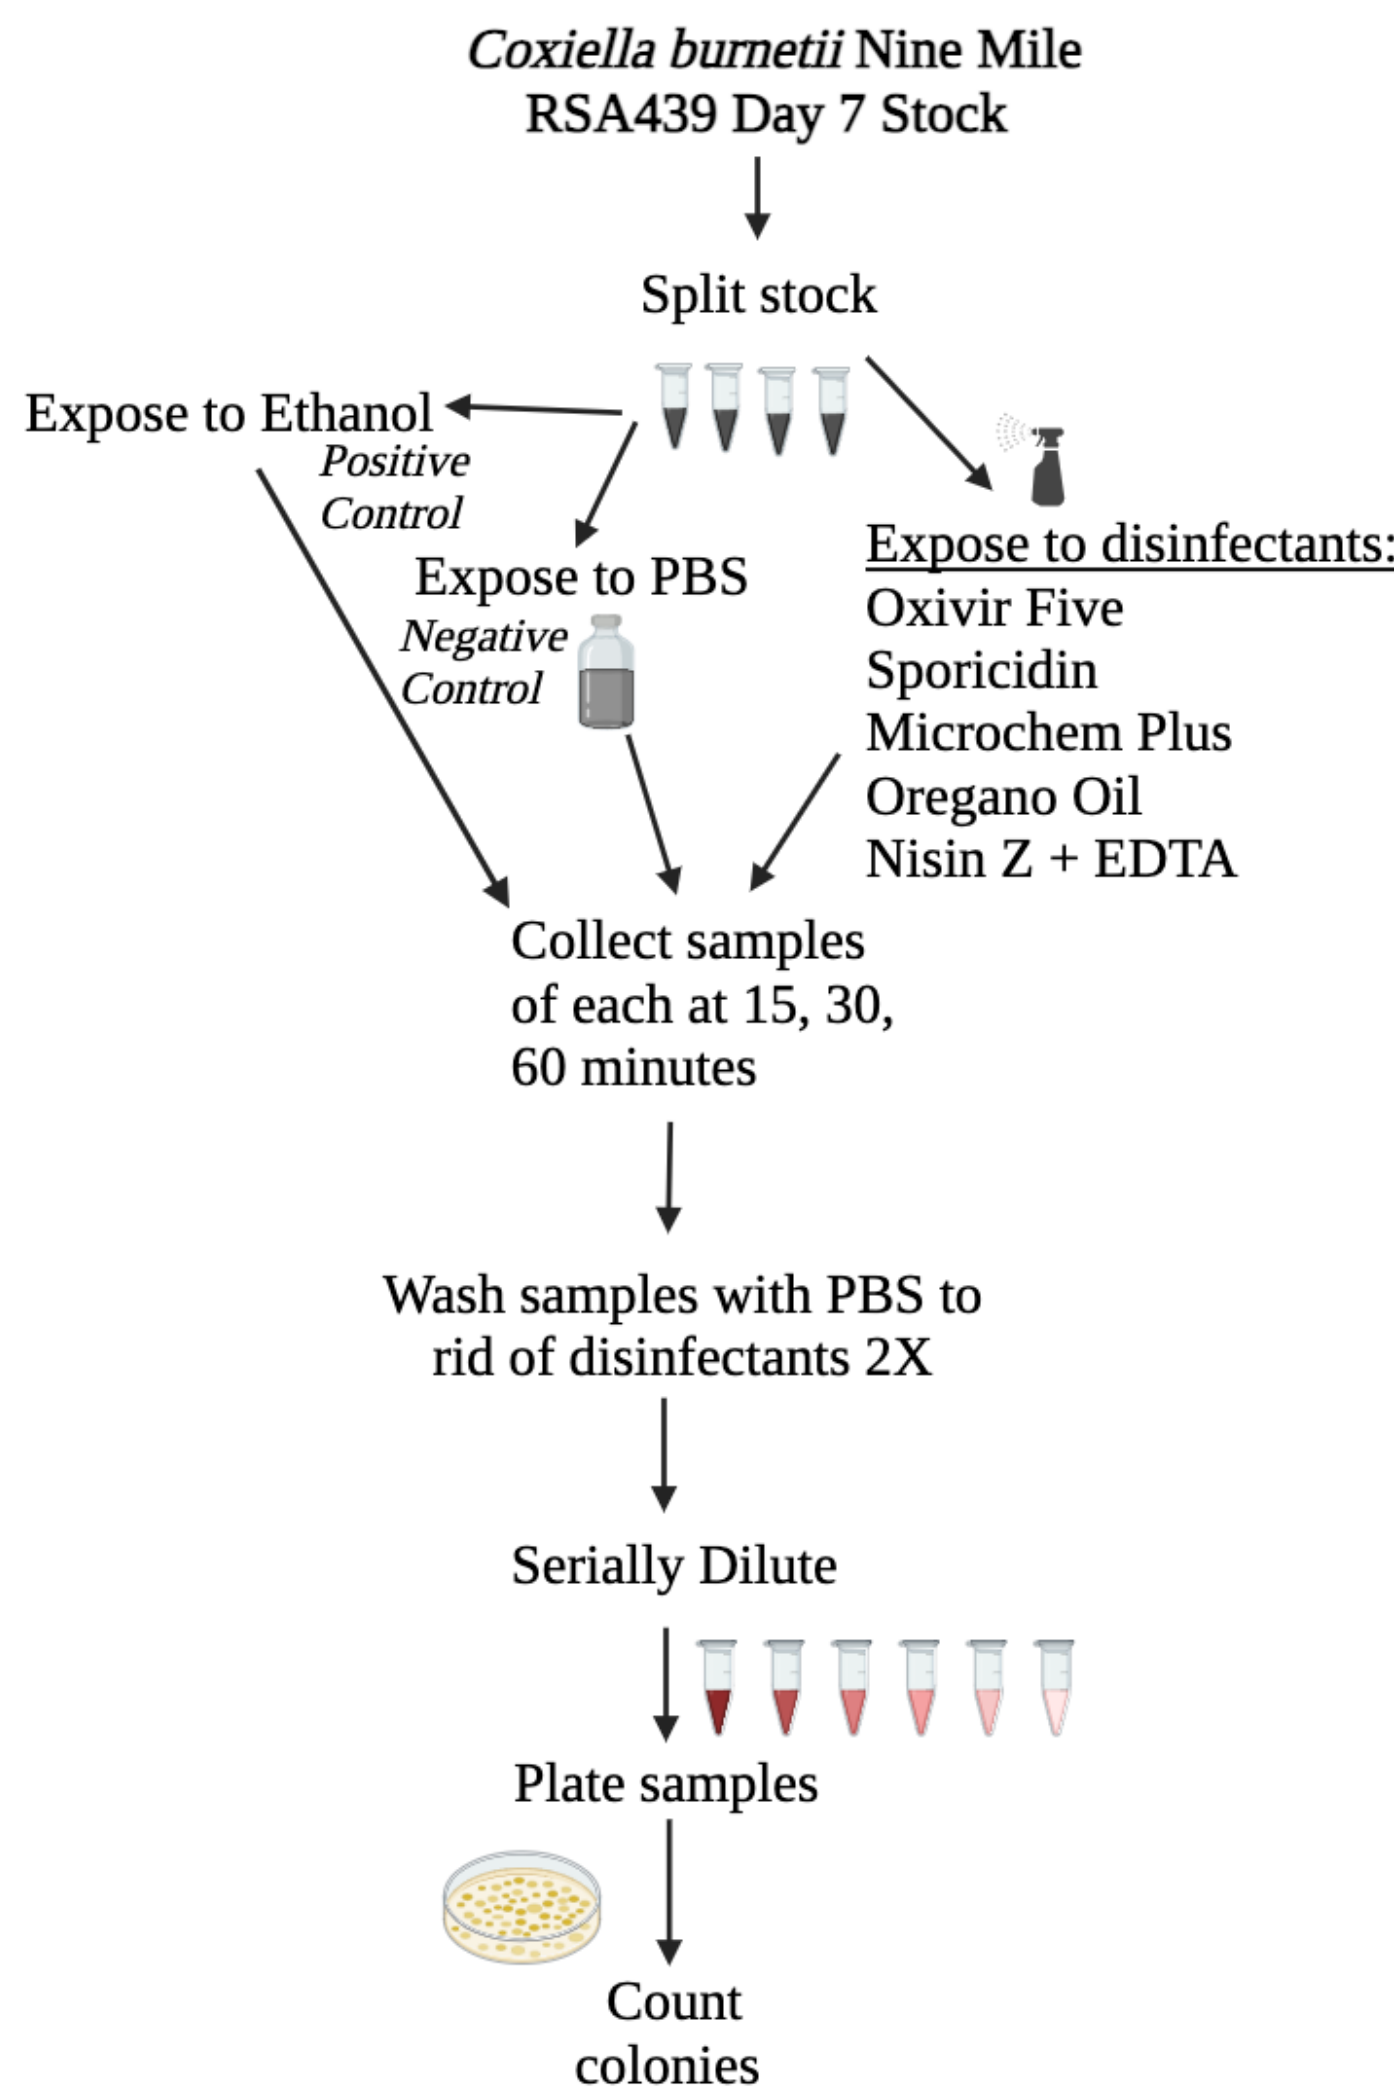 Coxiella burnetii Nine Mile
RSA439 Day 7 Stock
Split stock
Expose to Ethanol
Positive
Control
Expose to PBS
Negative
Control
Expose to disinfectants:
Oxivir Five
Sporicidin
Microchem Plus
Oregano Oil
Nisin Z + EDTA
Collect samples
of each at 15, 30,
60 minutes
Wash samples with PBS to
rid of disinfectants 2X
Serially Dilute
Plate samples
Count
colonies